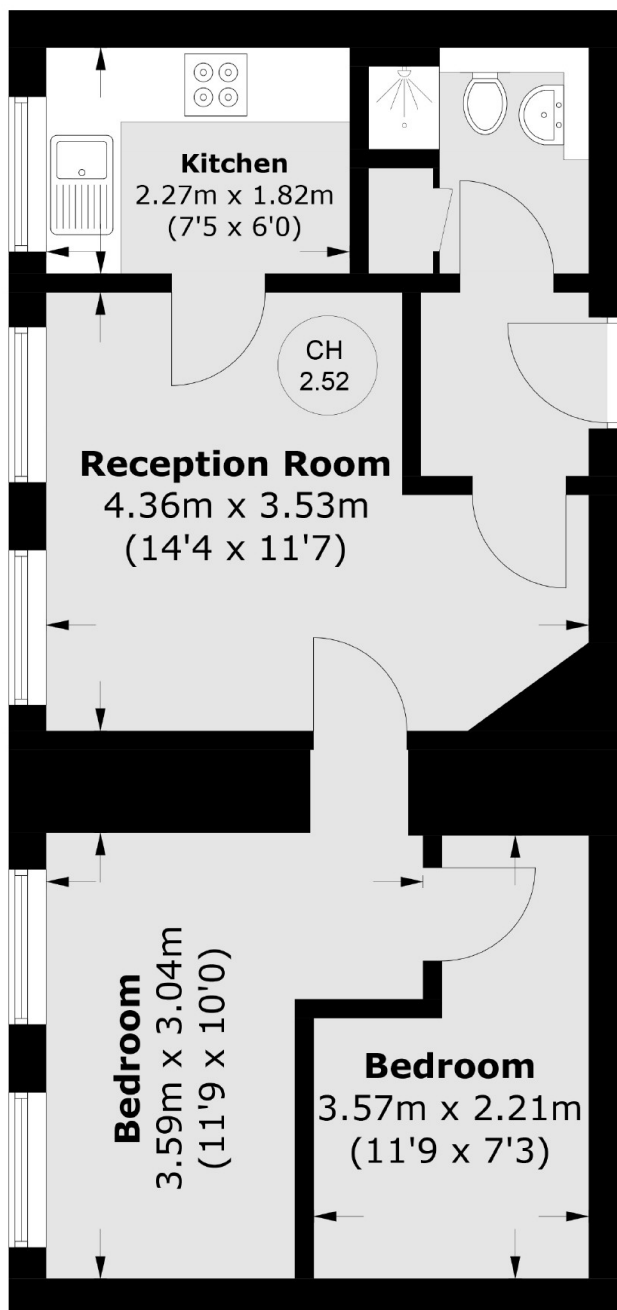 Kitchen
2.27m x 1.82m
(7'5 x 6'0)
CH
2.52
Reception Room
4.36m x 3.53m
(14'4 x 11'7)
Bedroom
3.59m x 3.04m
(11'9 x 10'0)
Bedroom
3.57m x 2.21m
(11'9 x 7'3)